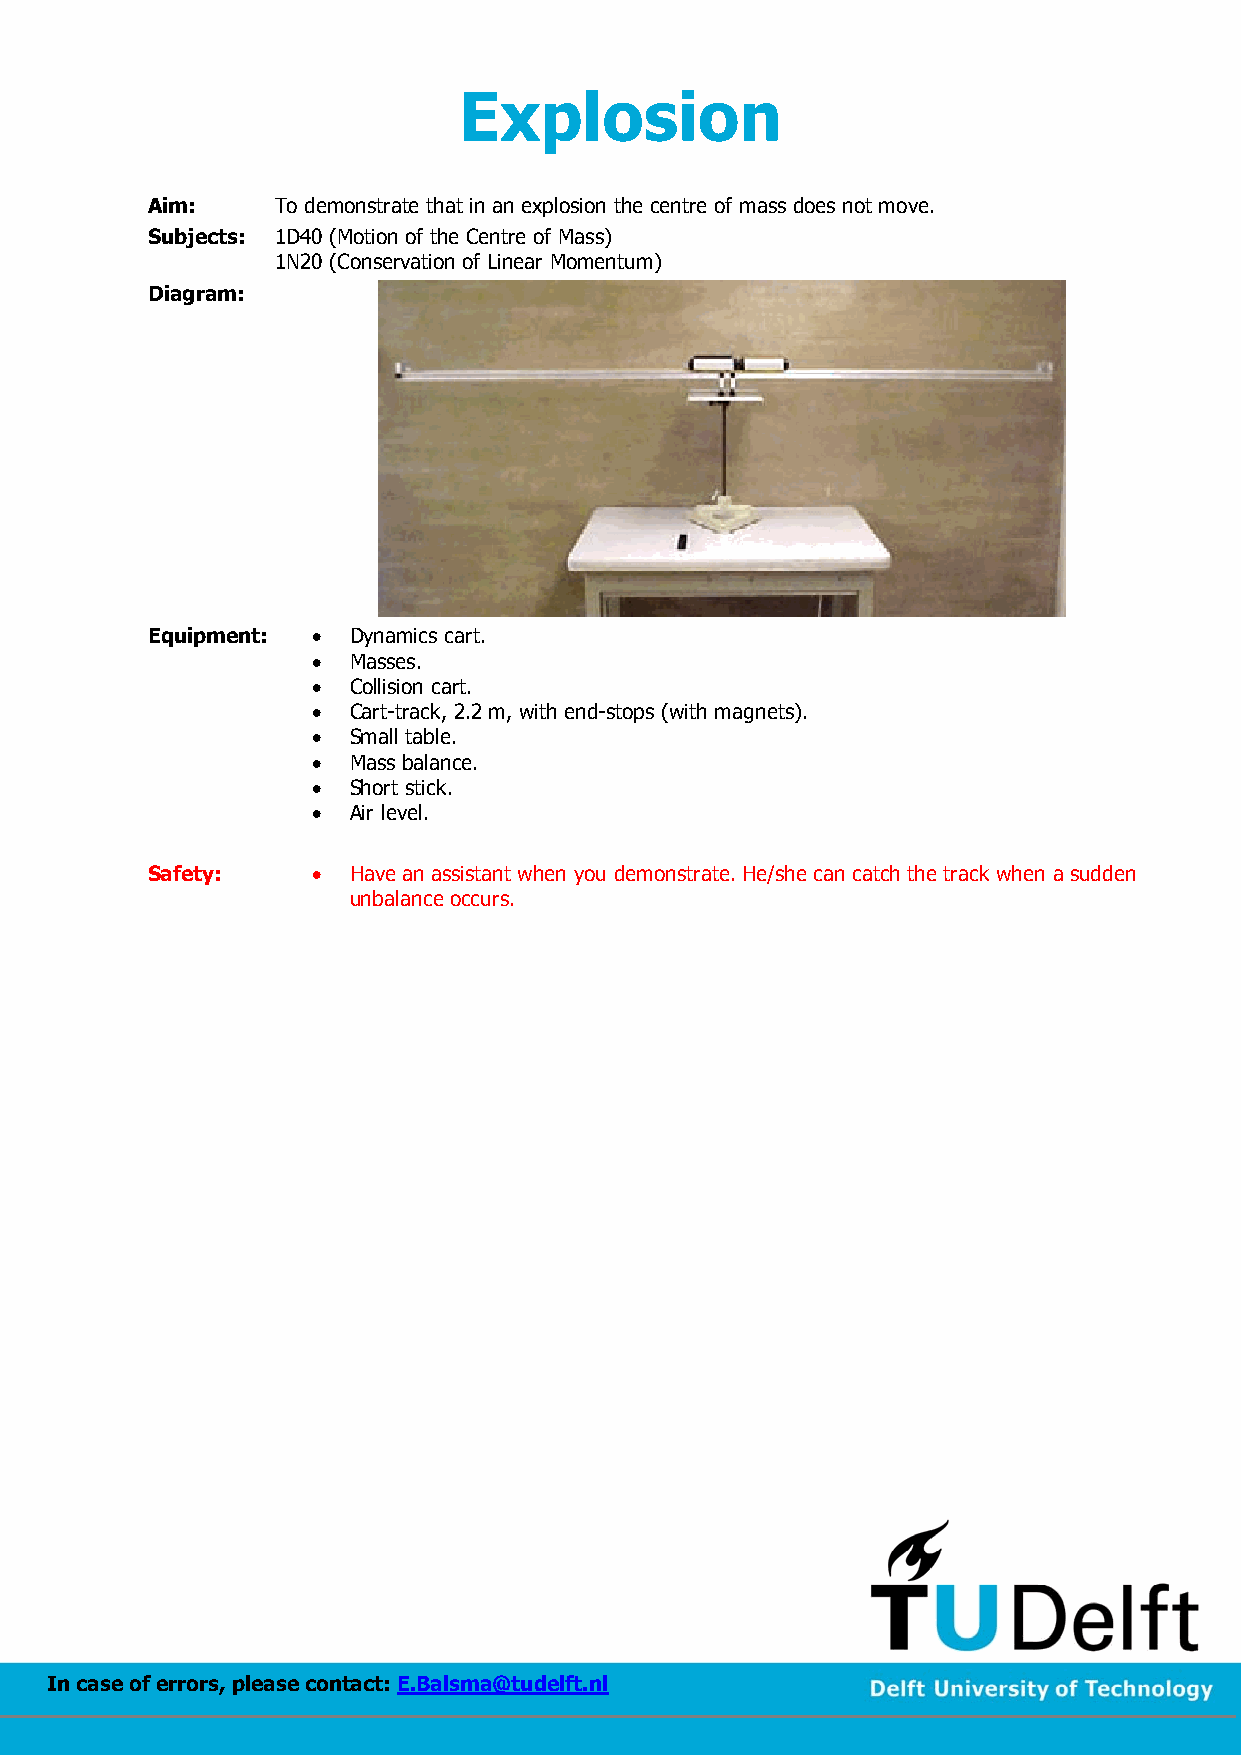 Explosion
Aim: To demonstrate that in an explosion the centre of mass does not move.
Subjects: 1D40 (Motion of the Centre of Mass)
1N20 (Conservation of Linear Momentum)
Diagram:
Equipment: • Dynamics cart.
• Masses.
• Collision cart.
• Cart-track, 2.2 m, with end-stops (with magnets).
• Small table.
• Mass balance.
• Short stick.
• Air level.
Safety: • Have an assistant when you demonstrate. He/she can catch the track when a sudden
unbalance occurs.
TUDelft
In case of errors, please contact: E.Balsma@tudelft.nl
Delft University of Technology